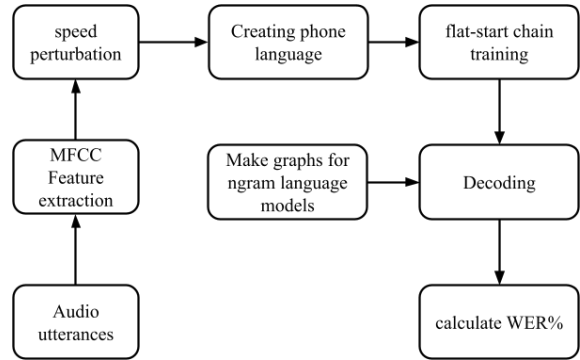 speed
perturbation
Creating phone
language
flat-start chain
training
MFCC
Feature
extraction
Make graphs for
ngram language
models
Decoding
Audio
utterances
calculate WER%